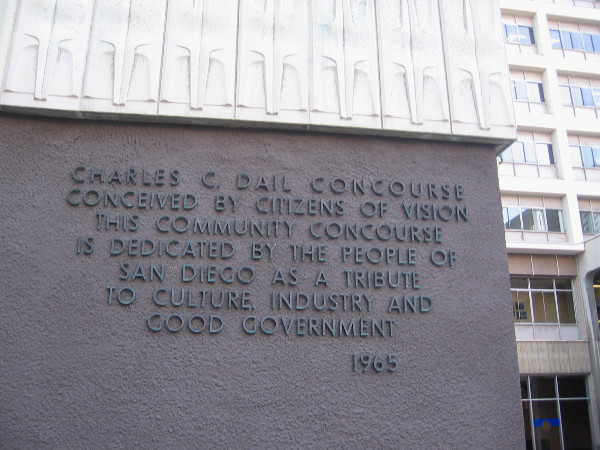 CHARLES C. DAIL CONCOURSE
CONCEIVED BY CITIZENS OF VISION
THIS COMMUNITY CONCOURSE
IS DEDICATED BY THE PEOPLE OF
SAN DIEGO AS A TRIBUTE
TO CULTURE, INDUSTRY AND
GOOD GOVERNMENT
1965